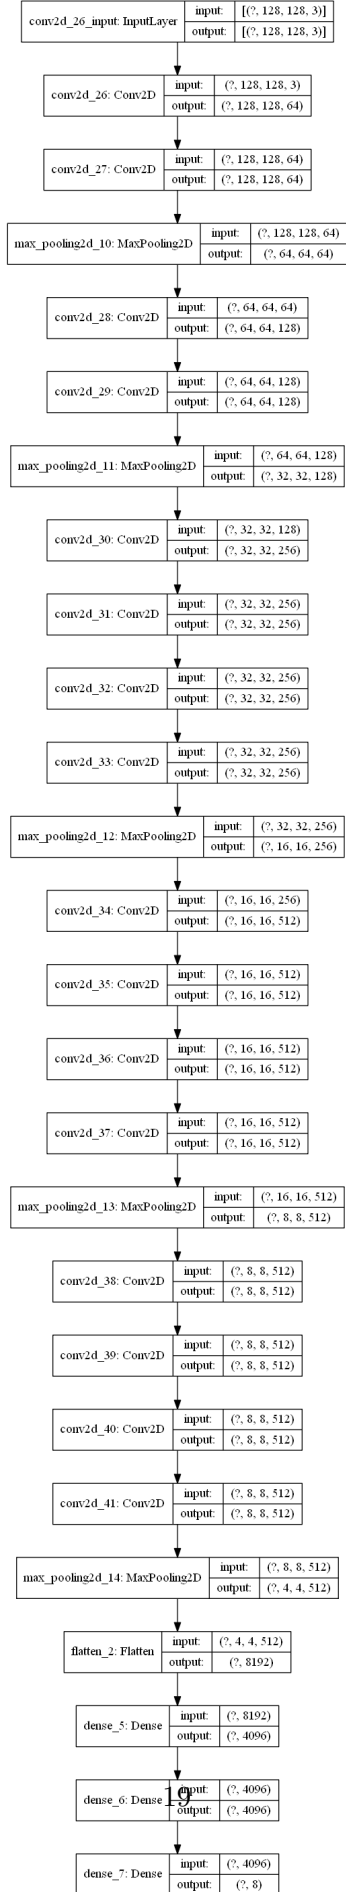 conv2d_26_input: InputLayer input: [(?, 128, 128, 3)]
output: [(?, 128, 128, 3)]
conv2d_26: Conv2D input: (?, 128, 128, 3)
output: (?, 128, 128, 64)
conv2d_27: Conv2D input: (?, 128, 128, 64)
output: (?, 128, 128, 64)
max_pooling2d_10: MaxPooling2D input: (?, 128, 128, 64)
output: (?, 64, 64, 64)
conv2d_28: Conv2D input: (?, 64, 64, 64)
output: (?, 64, 64, 128)
conv2d_29: Conv2D input: (?, 64, 64, 128)
output: (?, 64, 64, 128)
max_pooling2d_11: MaxPooling2D input: (?, 64, 64, 128)
output: (?, 32, 32, 128)
conv2d_30: Conv2D input: (?, 32, 32, 128)
output: (?, 32, 32, 256)
conv2d_31: Conv2D input: (?, 32, 32, 256)
output: (?, 32, 32, 256)
conv2d_32: Conv2D input: (?, 32, 32, 256)
output: (?, 32, 32, 256)
conv2d_33: Conv2D input: (?, 32, 32, 256)
output: (?, 32, 32, 256)
max_pooling2d_12: MaxPooling2D input: (?, 32, 32, 256)
output: (?, 16, 16, 256)
conv2d_34: Conv2D input: (?, 16, 16, 256)
output: (?, 16, 16, 512)
conv2d_35: Conv2D input: (?, 16, 16, 512)
output: (?, 16, 16, 512)
conv2d_36: Conv2D input: (?, 16, 16, 512)
output: (?, 16, 16, 512)
conv2d_37: Conv2D input: (?, 16, 16, 512)
output: (?, 16, 16, 512)
max_pooling2d_13: MaxPooling2D input: (?, 16, 16, 512)
output: (?, 8, 8, 512)
conv2d_38: Conv2D input: (?, 8, 8, 512)
output: (?, 8, 8, 512)
conv2d_39: Conv2D input: (?, 8, 8, 512)
output: (?, 8, 8, 512)
conv2d_40: Conv2D input: (?, 8, 8, 512)
output: (?, 8, 8, 512)
conv2d_41: Conv2D input: (?, 8, 8, 512)
output: (?, 8, 8, 512)
max_pooling2d_14: MaxPooling2D input: (?, 8, 8, 512)
output: (?, 4, 4, 512)
flatten_2: Flatten input: (?, 4, 4, 512)
output: (?, 8192)
dense_5: Dense input: (?, 8192)
output: (?, 4096)
dense_6: Dense input: (?, 4096)
output: (?, 4096)
19
dense_7: Dense input: (?, 4096)
output: (?, 8)